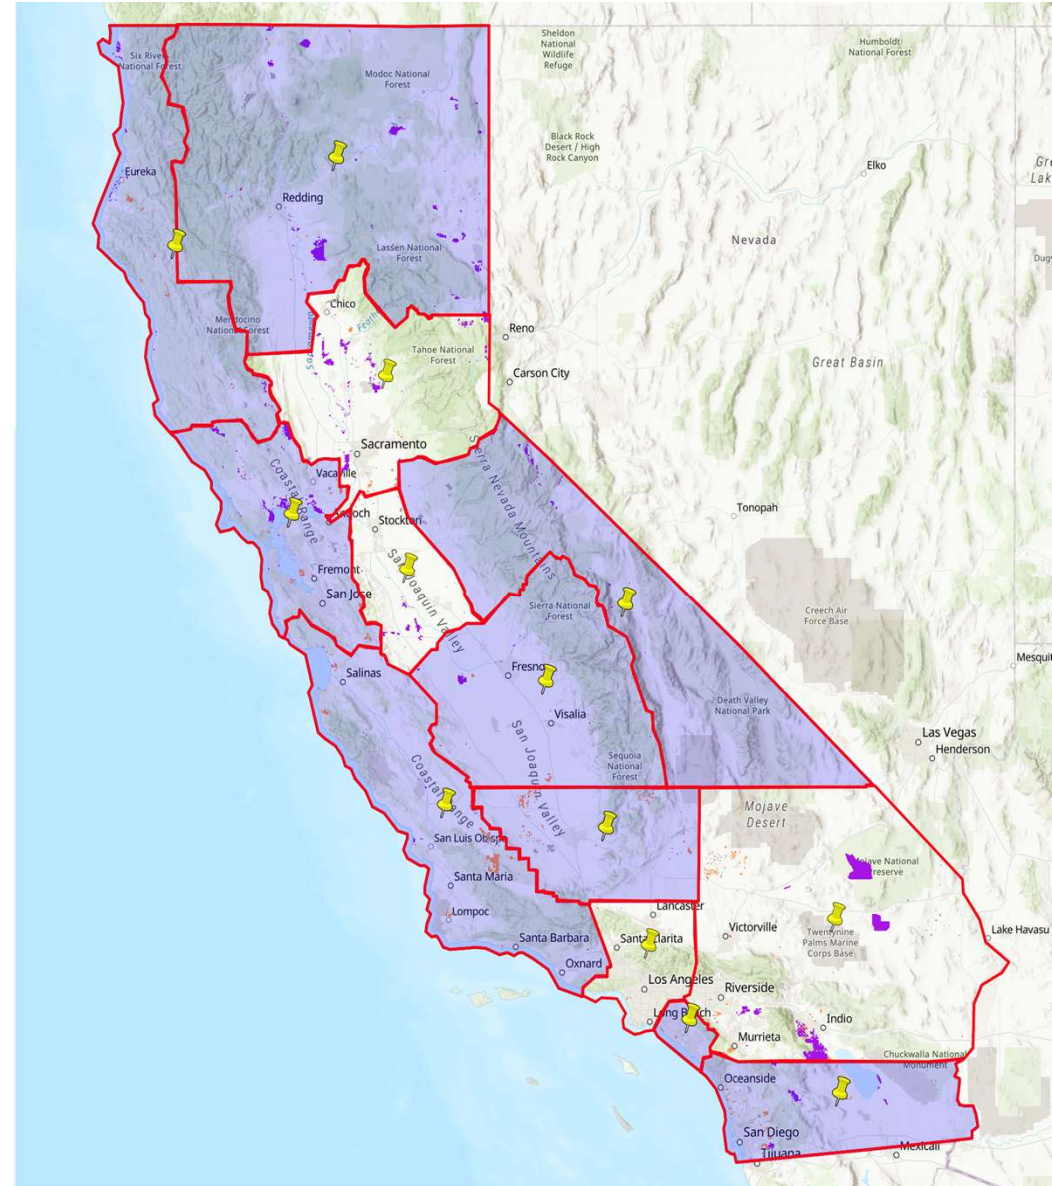 Sheldon
National
Wildlife
Refuge
Humboldt
National Forest
Six Rivers
National Forest
Modoc National
Forest
Black Rock
Desert / High
Rock Canyon
Elko
Eureka
Redding
Nevada
Lassen National
Forest
Chico
Mendocino
National Forest
Reno
Tahoe National
Forest
Great Basin
Carson City
Sacramento
Vacaville
Coastal Range
Sierra Nevada Mountains
Tonopah
Stockton
San Joaquin Valley
Fremont
San Jose
Sierra National
Forest
Creech Air
Force Base
Salinas
Fresno
Mesquit
Visalia
Death Valley
National Park
San Joaquin Valley
Las Vegas
Henderson
Sequoia
National
Forest
Coastal Range
Mojave
Desert
San Luis Obispo
Santa Maria
Lompoc
Lancaster
Victorville
Twentynine
Palms Marine
Corps Base
Lake Havasu
Santa Barbara
Santa Clarita
Oxnard
Los Angeles
Riverside
Long Beach
Indio
Murrieta
Chuckwalla National
Monument
Oceanside
San Diego
Tijuana
Mexicali